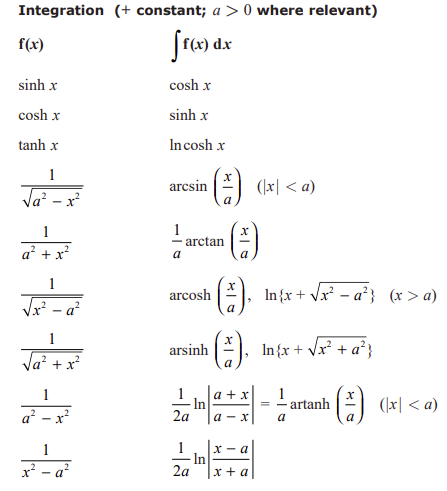 Integration (+ constant; a > 0 where relevant)
f(x) ∫ f(x) dx
sinh x cosh x
cosh x sinh x
tanh x ln cosh x
1/√(a² − x²) arcsin (x/a) (|x| < a)
1/(a² + x²) 1/a arctan (x/a)
1/√(x² − a²) arcosh (x/a), ln{x + √(x² − a²)} (x > a)
1/√(a² + x²) arsinh (x/a), ln{x + √(x² + a²)}
1/(a² − x²) 1/2a ln|(a + x)/(a − x)| = 1/a artanh (x/a) (|x| < a)
1/(x² − a²) 1/2a ln|(x − a)/(x + a)|